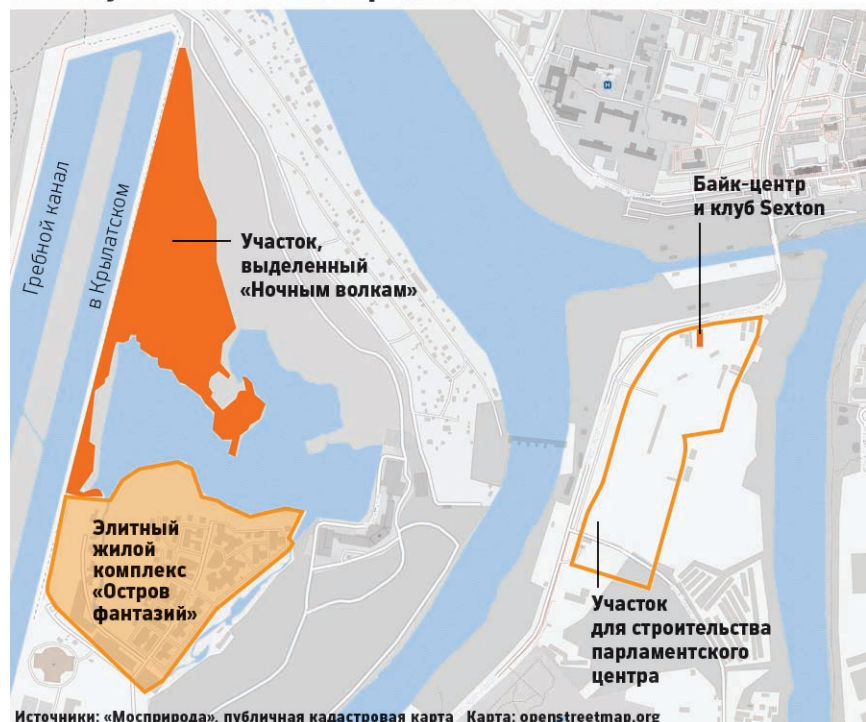 Гребной канал
в Крылатском
Участок,
выделенный
«Ночным волкам»
Байк-центр
и клуб Sexton
Элитный
жилой
комплекс
«Остров
фантазий»
Участок
для строительства
парламентского
центра
Источники: «Мосприрода», публичная кадастровая карта Карта: openstreetmap.org